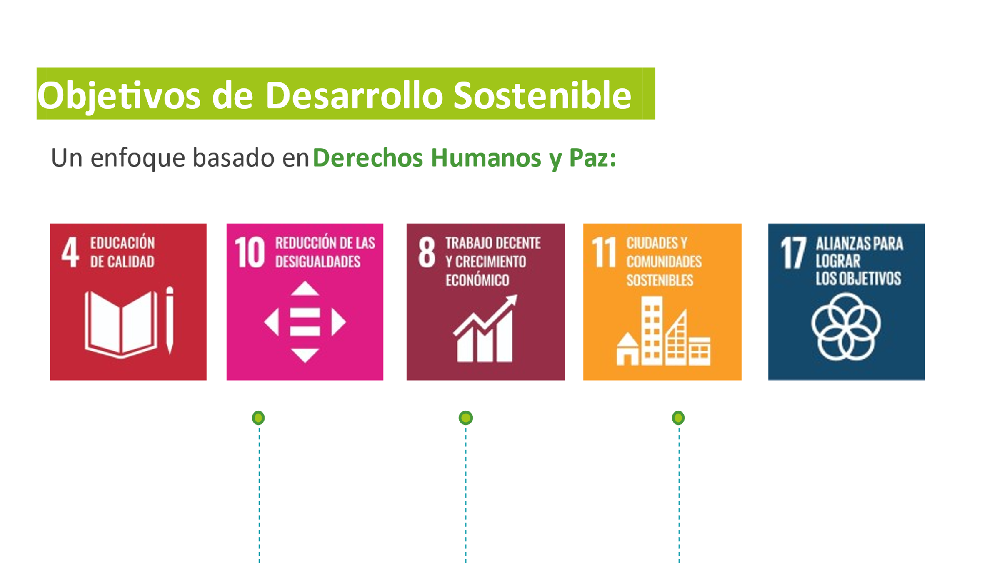 Objetivos de Desarrollo Sostenible
Un enfoque basado en Derechos Humanos y Paz:
4 EDUCACIÓN
DE CALIDAD
10 REDUCCIÓN DE LAS
DESIGUALDADES
8 TRABAJO DECENTE
Y CRECIMIENTO
ECONÓMICO
11 CIUDADES Y
COMUNIDADES
SOSTENIBLES
17 ALIANZAS PARA
LOGRAR
LOS OBJETIVOS